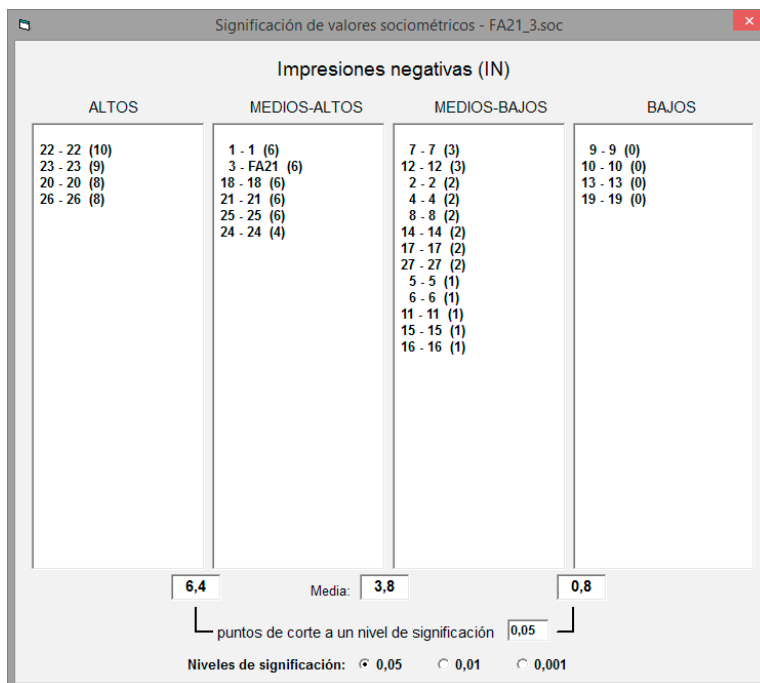 Significación de valores sociométricos - FA21_3.soc
Impresiones negativas (IN)
ALTOS
22 - 22 (10)
23 - 23 (9)
20 - 20 (8)
26 - 26 (8)
MEDIOS-ALTOS
1 - 1 (6)
3 - FA21 (6)
18 - 18 (6)
21 - 21 (6)
25 - 25 (6)
24 - 24 (4)
MEDIOS-BAJOS
7 - 7 (3)
12 - 12 (3)
2 - 2 (2)
4 - 4 (2)
8 - 8 (2)
14 - 14 (2)
17 - 17 (2)
27 - 27 (2)
5 - 5 (1)
6 - 6 (1)
11 - 11 (1)
15 - 15 (1)
16 - 16 (1)
BAJOS
9 - 9 (0)
10 - 10 (0)
13 - 13 (0)
19 - 19 (0)
6,4 Media: 3,8 0,8
puntos de corte a un nivel de significación 0,05
Niveles de significación: 0,05 0,01 0,001